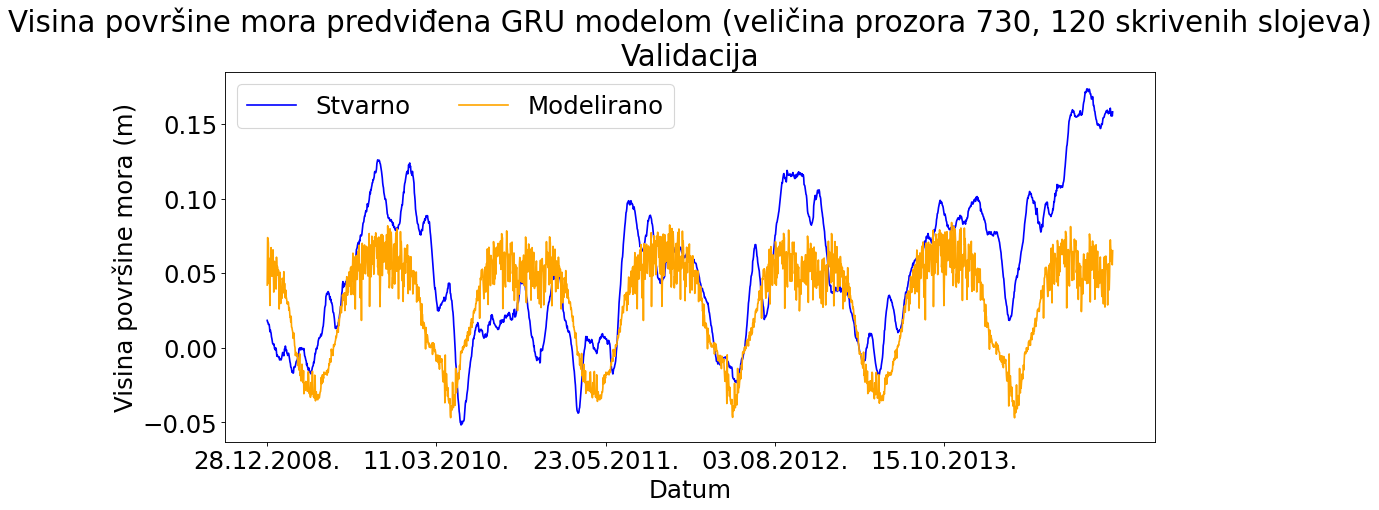 Visina površine mora predviđena GRU modelom (veličina prozora 730, 120 skrivenih slojeva)
Validacija
Stvarno
Modelirano
Visina površine mora (m)
0.15
0.10
0.05
0.00
−0.05
28.12.2008.
11.03.2010.
23.05.2011.
03.08.2012.
15.10.2013.
Datum